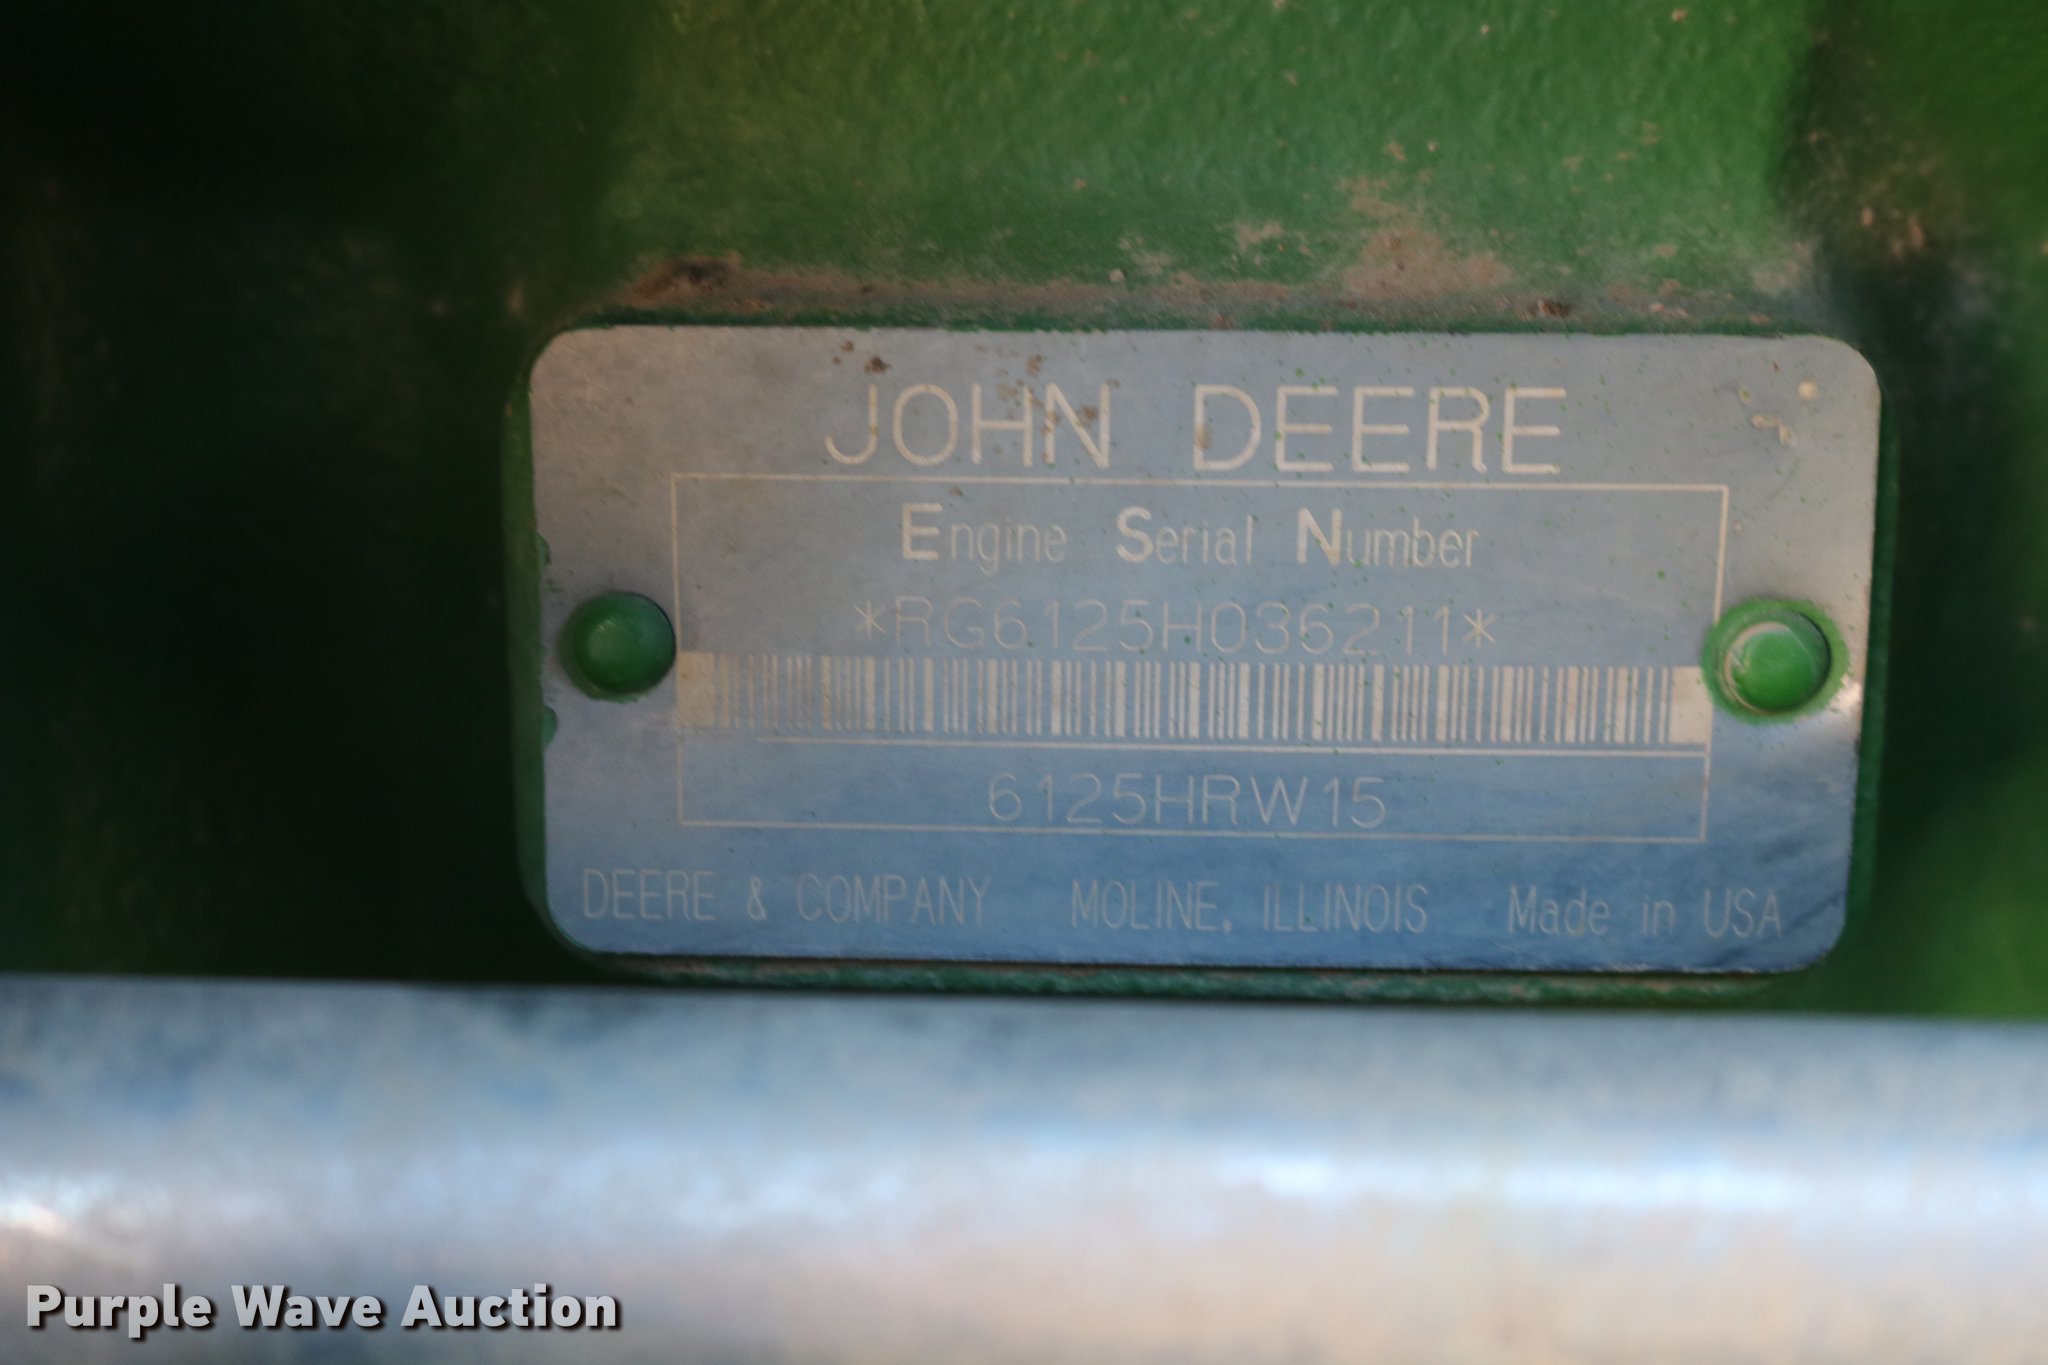 JOHN DEERE
Engine Serial Number
*RG6125H036211*
6125HRW15
DEERE & COMPANY MOLINE, ILLINOIS Made in USA
Purple Wave Auction